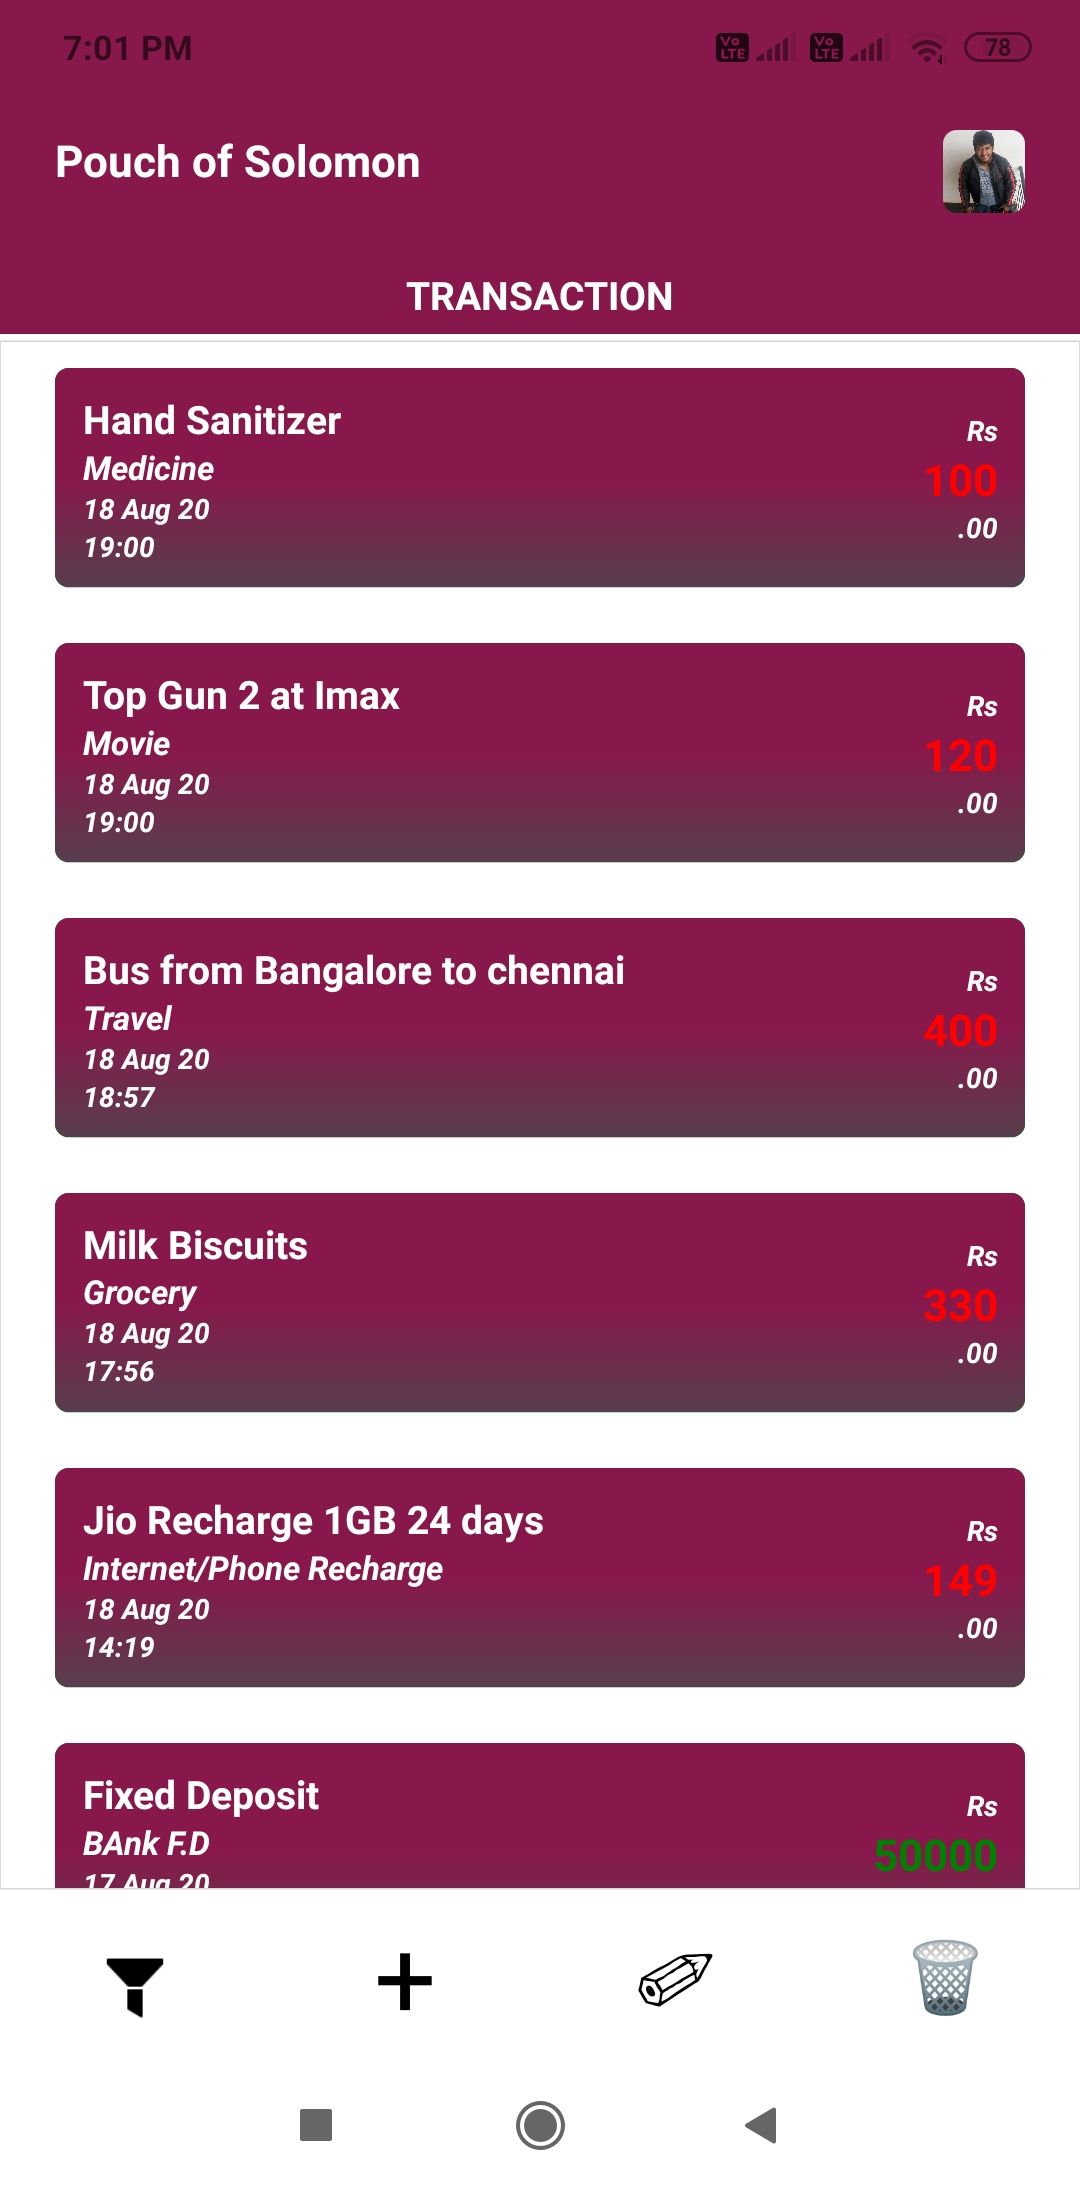 7:01 PM
Vo LTE
Vo LTE
78
Pouch of Solomon
TRANSACTION
Hand Sanitizer
Medicine
18 Aug 20
19:00
Rs
100
.00
Top Gun 2 at Imax
Movie
18 Aug 20
19:00
Rs
120
.00
Bus from Bangalore to chennai
Travel
18 Aug 20
18:57
Rs
400
.00
Milk Biscuits
Grocery
18 Aug 20
17:56
Rs
330
.00
Jio Recharge 1GB 24 days
Internet/Phone Recharge
18 Aug 20
14:19
Rs
149
.00
Fixed Deposit
BAnk F.D
17 Aug 20
Rs
50000